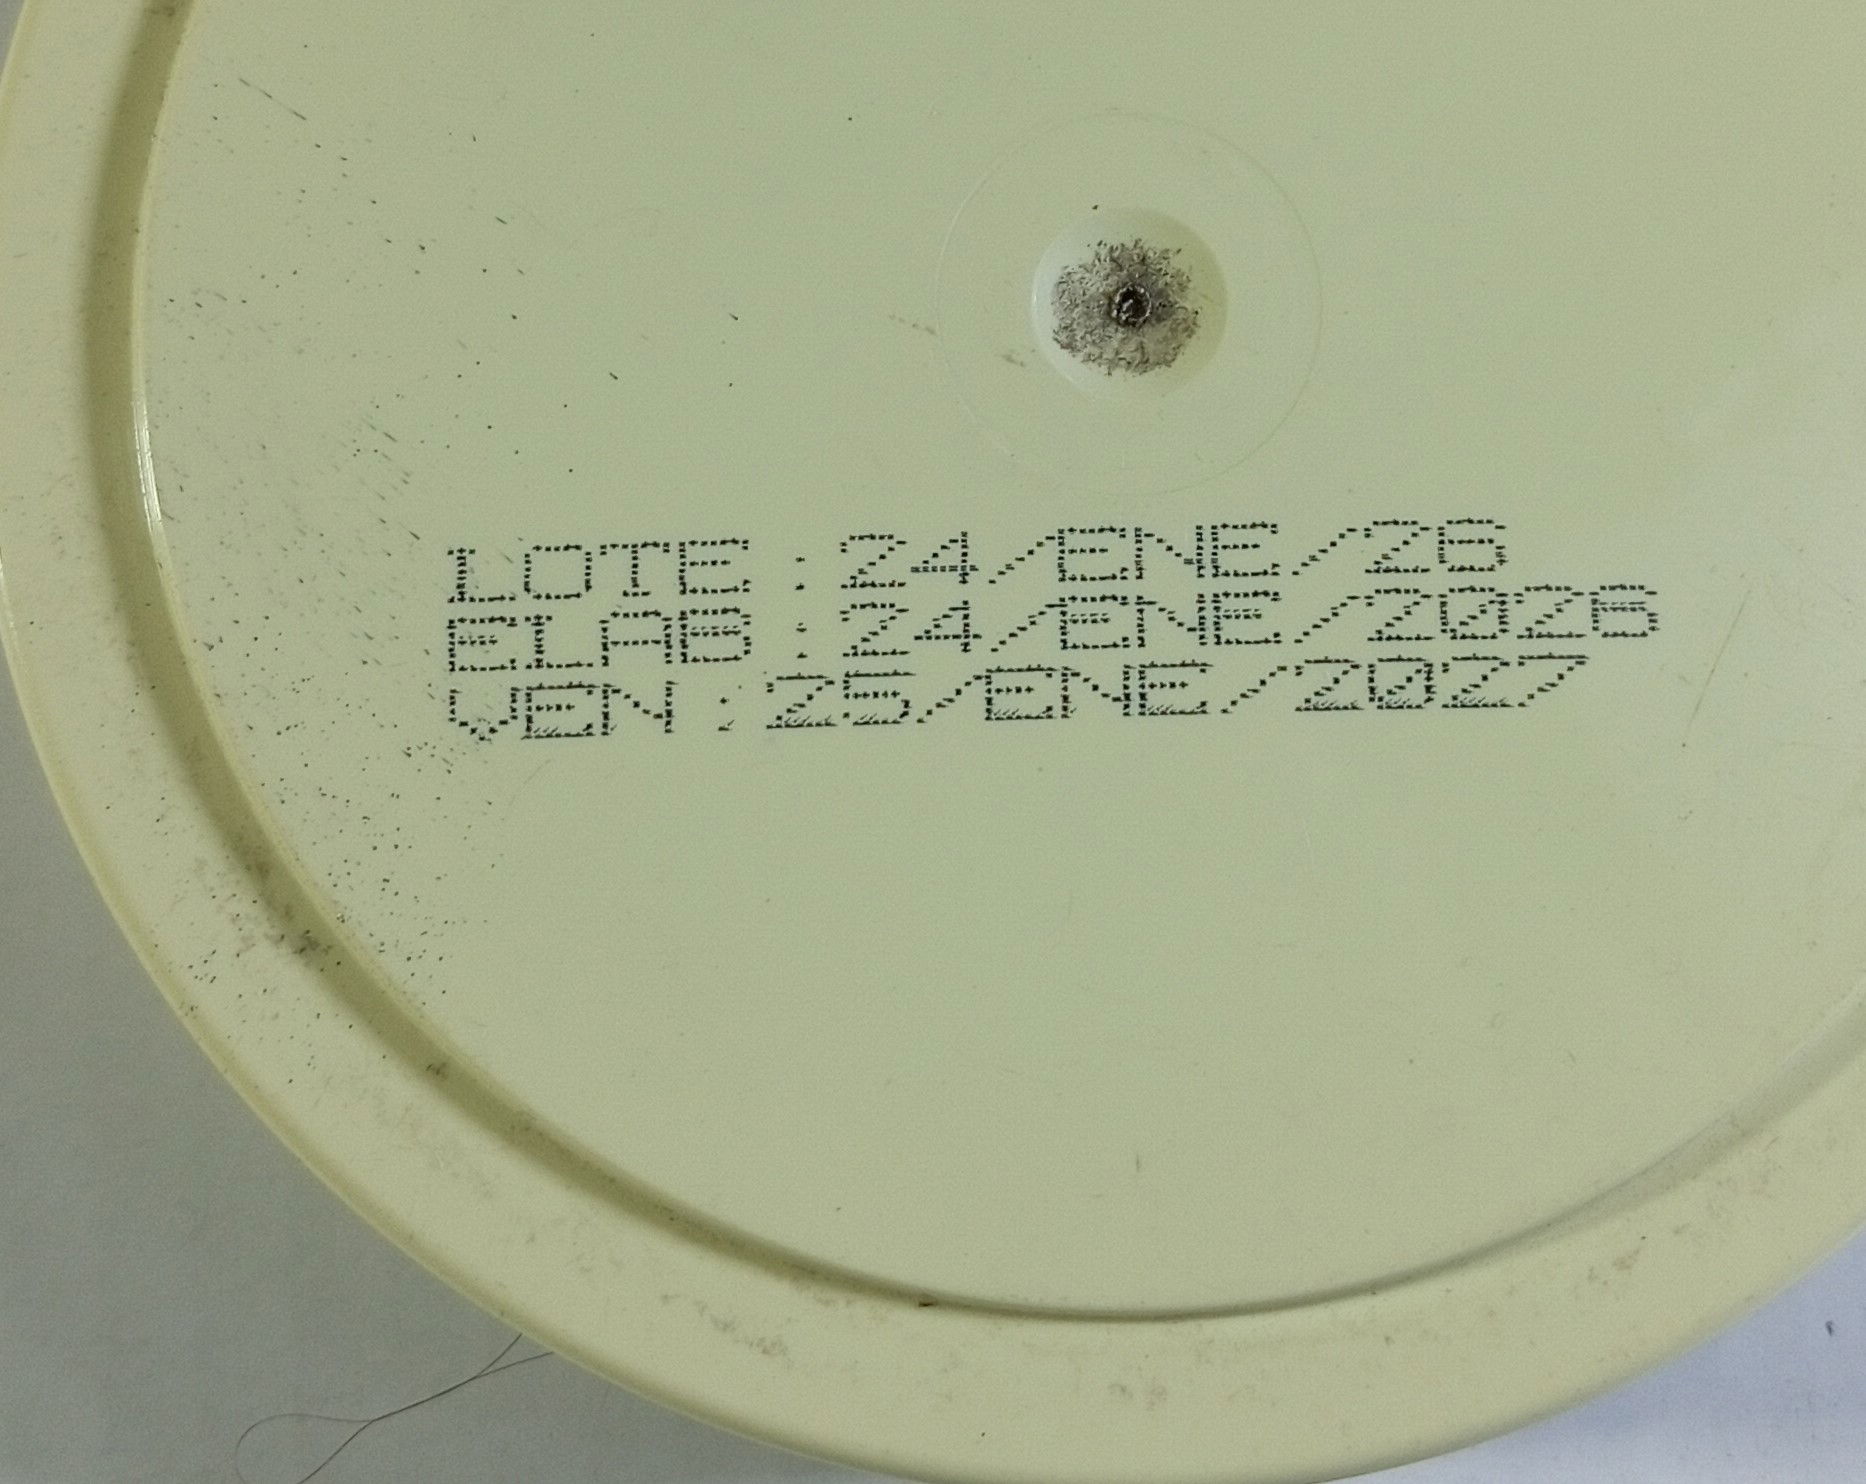 LOTE : 24/ENE/26
ELAB : 24/ENE/2026
VEN : 25/ENE/2027